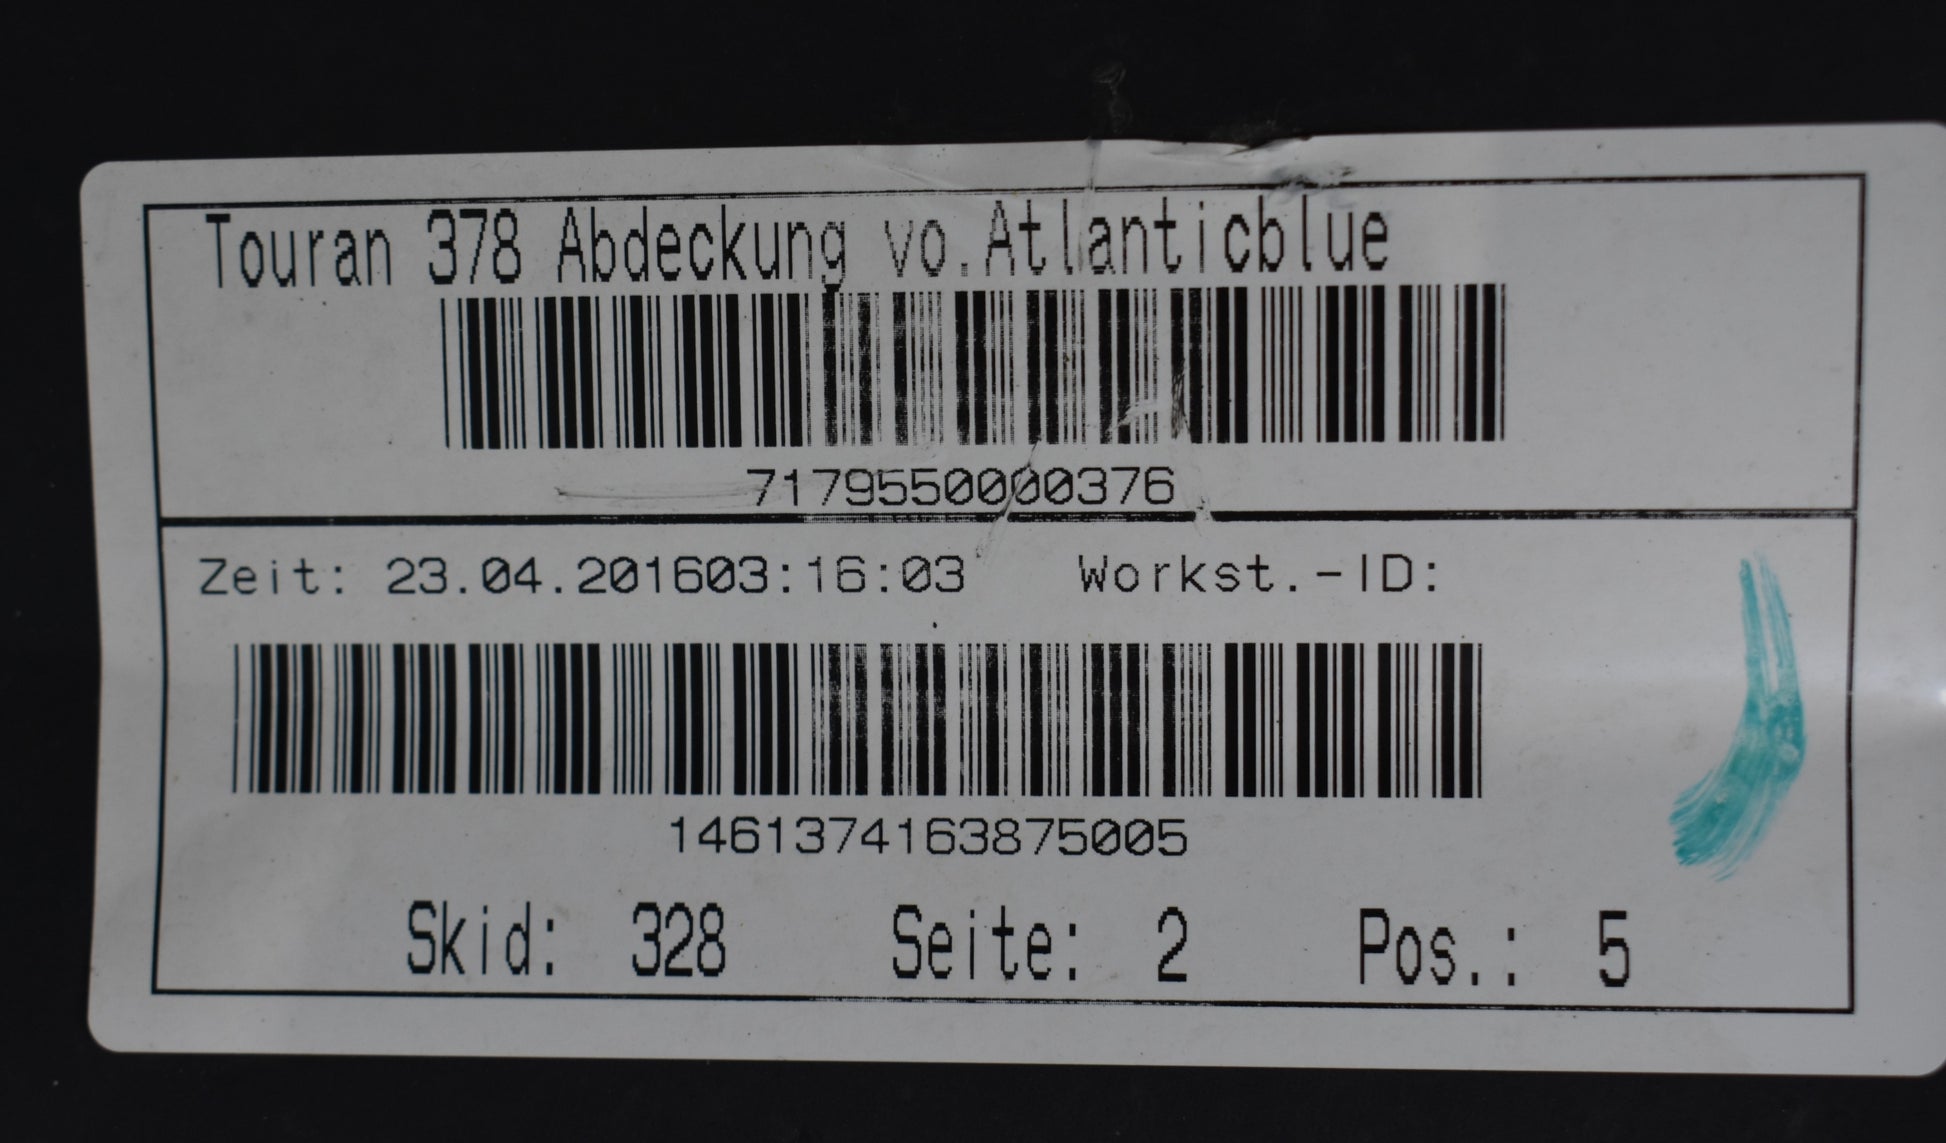 Touran 378 Abdeckung vo.Atlanticblue
7179550000376
Zeit: 23.04.201603:16:03 Workst.-ID:
1461374163875005
Skid: 328 Seite: 2 Pos.: 5